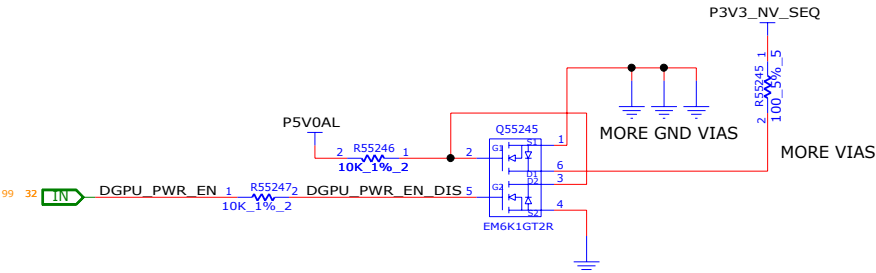 P3V3_NV_SEQ
1
R55245
100_5%_5
2
MORE GND VIAS
MORE VIAS
P5V0AL
2 R55246 1
10K_1%_2
Q55245
2 G1 S1 1
D1 6
D2 3
5 G2 S2 4
EM6K1GT2R
99 32 IN DGPU_PWR_EN 1 R55247 2 DGPU_PWR_EN_DIS
10K_1%_2